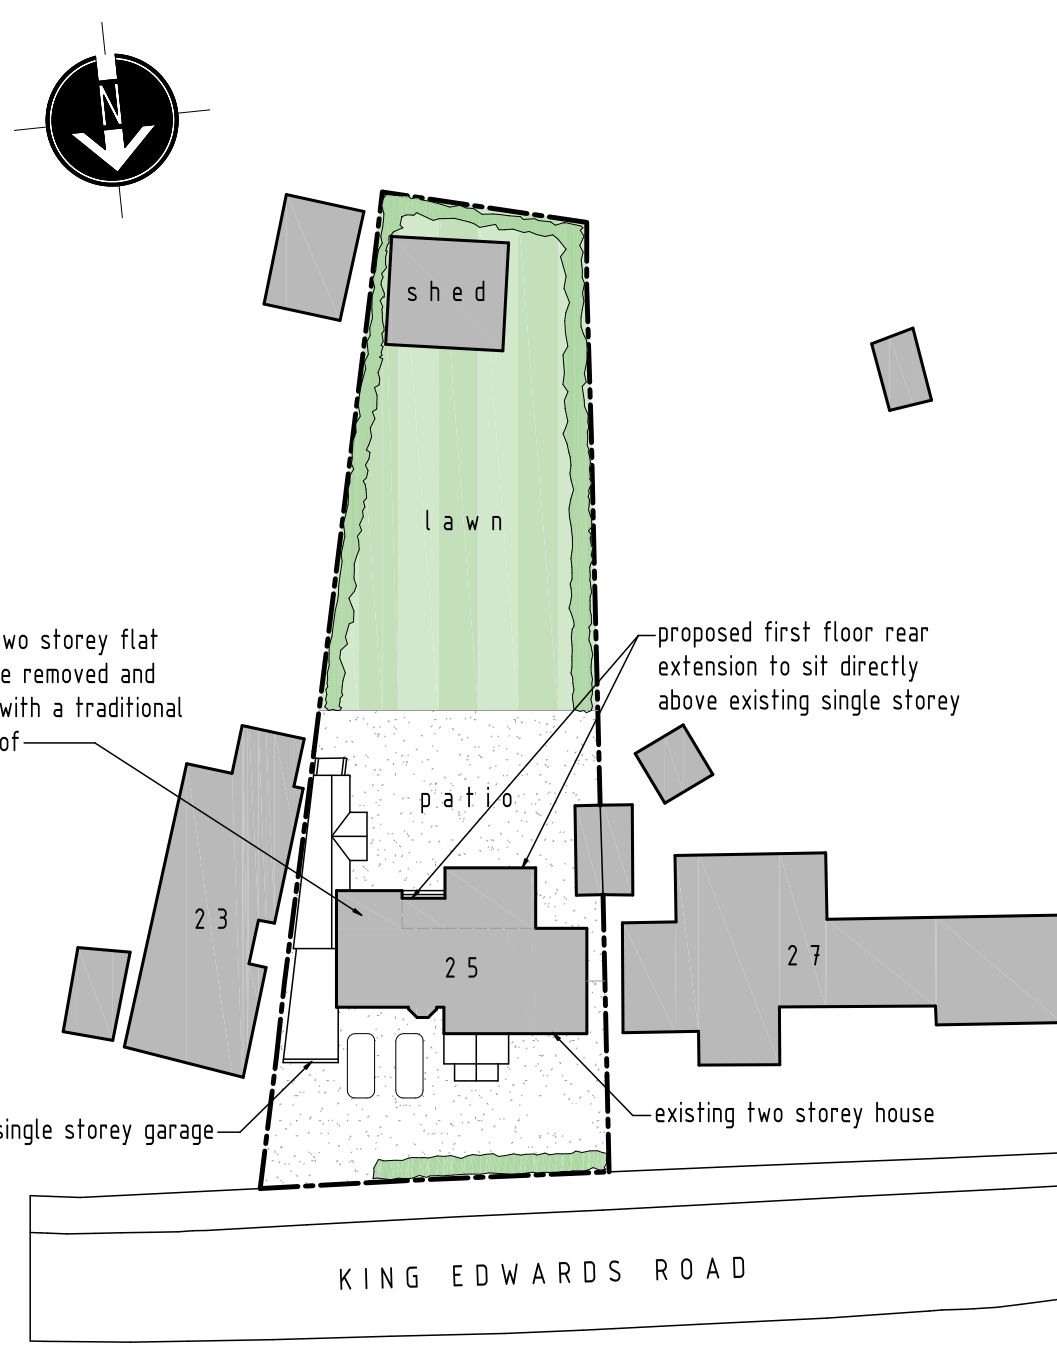 N
shed
lawn
wo storey flat
e removed and
with a traditional
of
proposed first floor rear
extension to sit directly
above existing single storey
patio
23
25
27
single storey garage
existing two storey house
KING EDWARDS ROAD